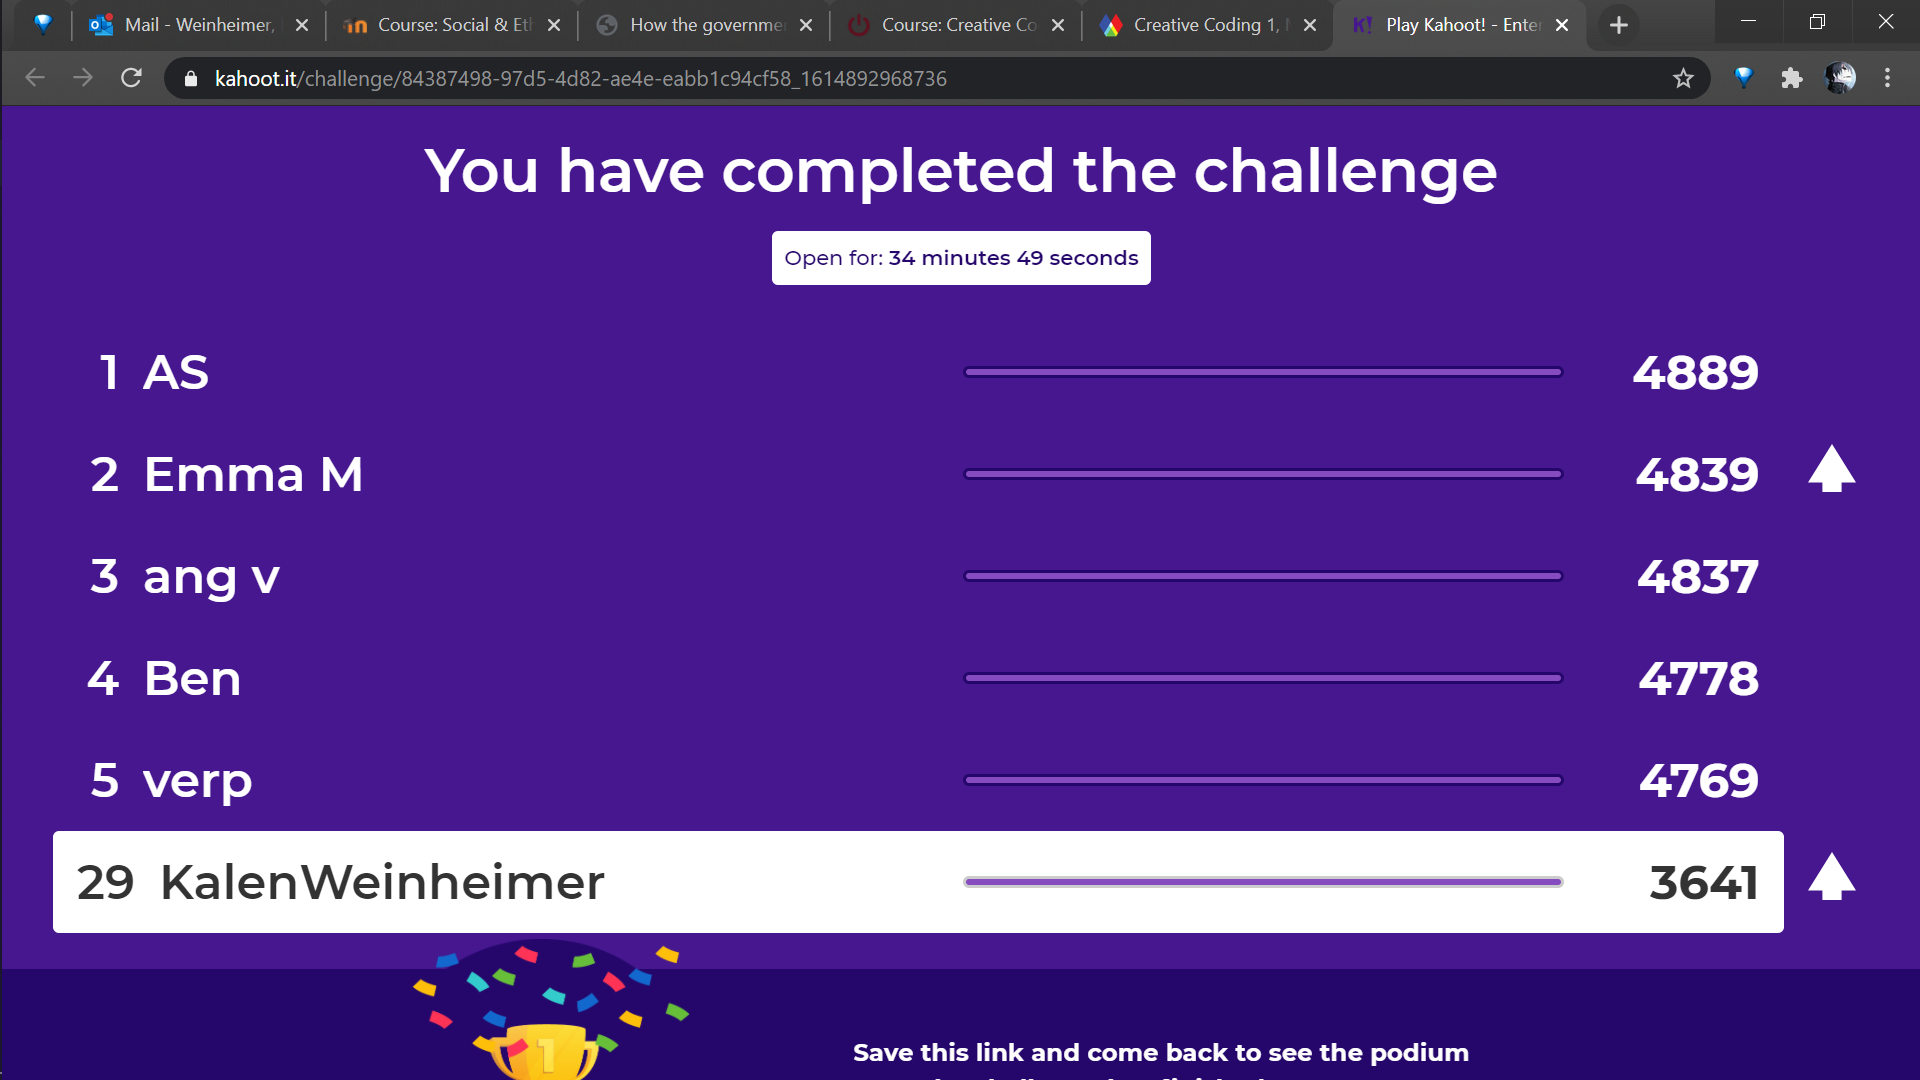 Mail - Weinheimer,
Course: Social & Eth
How the governme
Course: Creative Co
Creative Coding 1,
Play Kahoot! - Enter
kahoot.it/challenge/84387498-97d5-4d82-ae4e-eabb1c94cf58_1614892968736
You have completed the challenge
Open for: 34 minutes 49 seconds
1 AS 4889
2 Emma M 4839
3 ang v 4837
4 Ben 4778
5 verp 4769
29 KalenWeinheimer 3641
1
Save this link and come back to see the podium